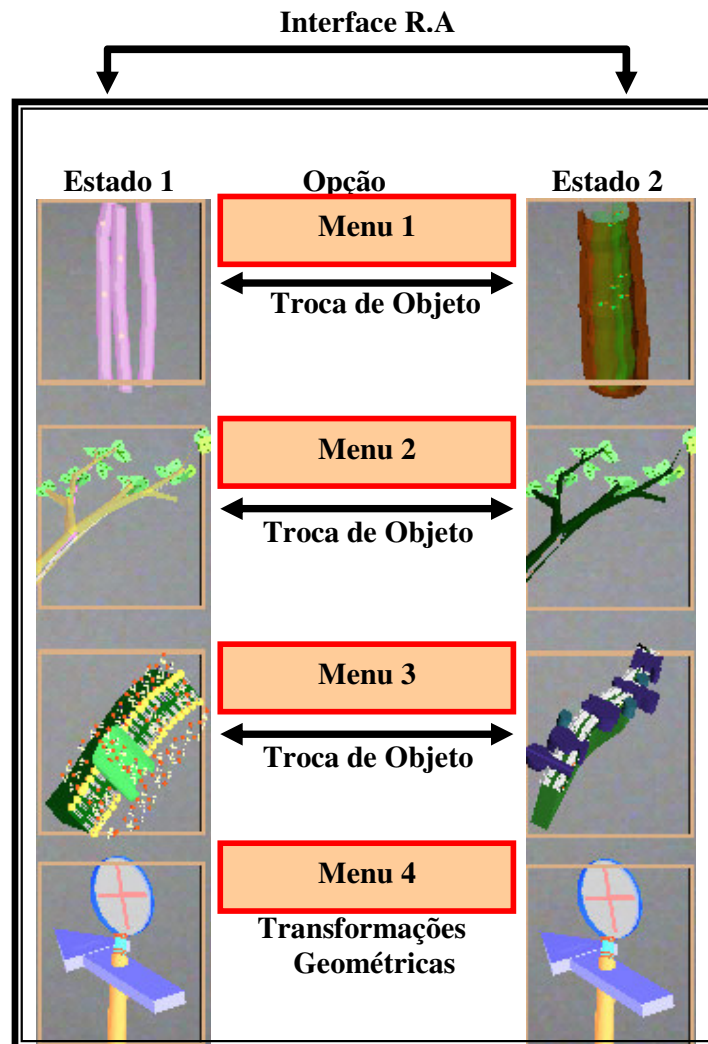 Interface R.A
Estado 1 Opção Estado 2
Menu 1
Troca de Objeto
Menu 2
Troca de Objeto
Menu 3
Troca de Objeto
Menu 4
Transformações
Geométricas